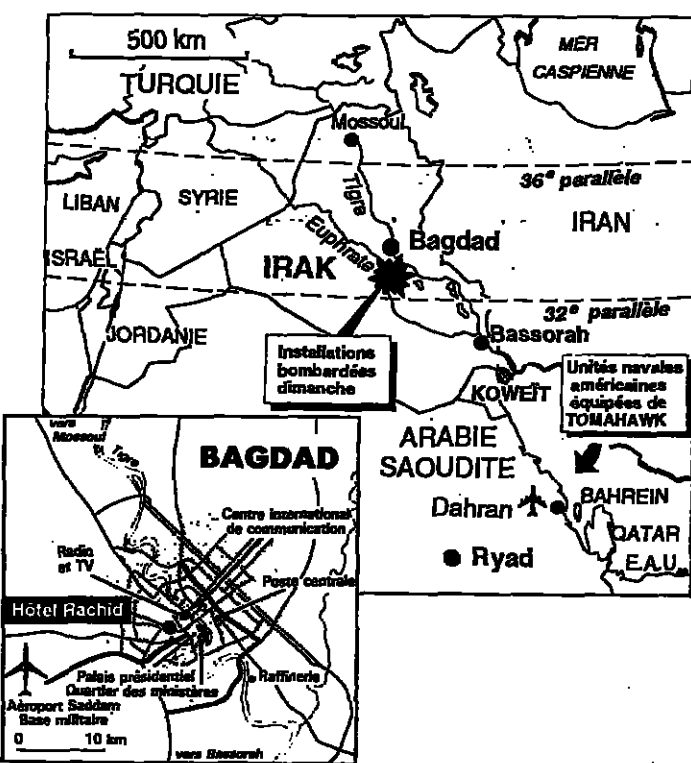 500 km
MER
CASPIENNE
TURQUIE
Mossoul
36e parallèle
Tigre
LIBAN
SYRIE
IRAN
Euphrate
Bagdad
ISRAËL
IRAK
32e parallèle
JORDANIE
Bassorah
Installations
bombardées
dimanche
KOWEÏT
Unités navales
américaines
équipées de
TOMAHAWK
ARABIE
SAOUDITE
Dahran
BAHREIN
QATAR
E.A.U.
Ryad
vers
Mossoul
Tigre
BAGDAD
Centre international
de communication
Radio
et TV
Poste centrale
Hôtel Rachid
Palais présidentiel
Quartier des ministères
Raffinerie
Aéroport Saddam
Base militaire
0 10 km
vers Bassorah